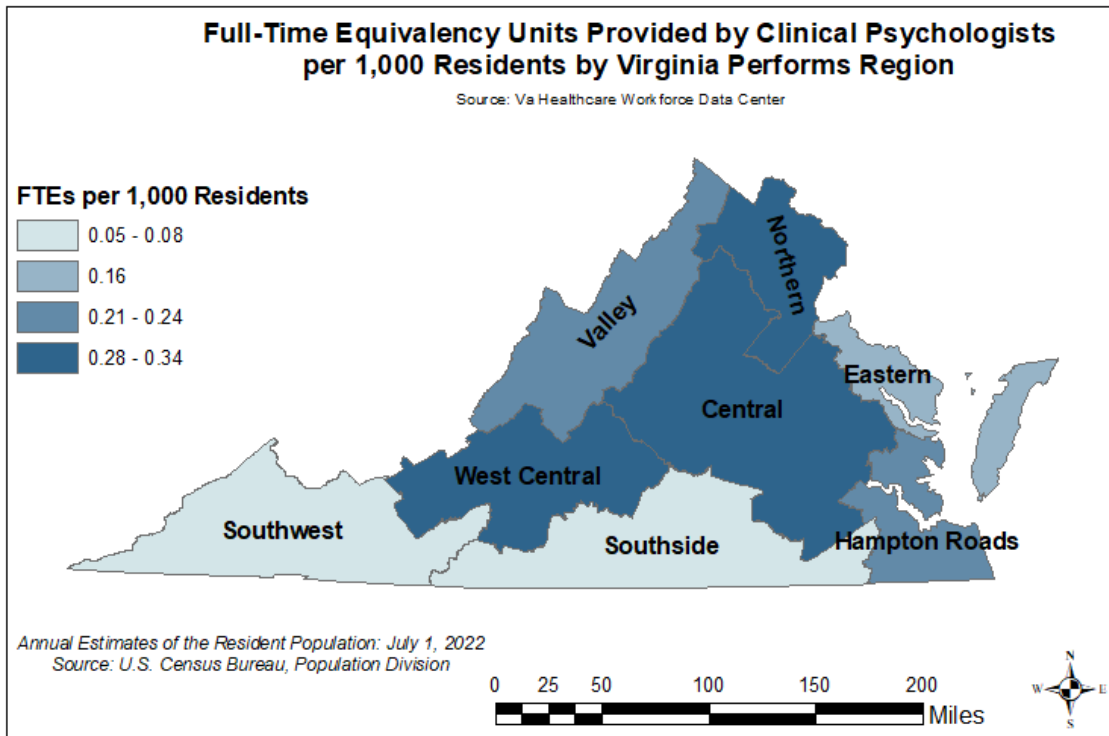 Full-Time Equivalency Units Provided by Clinical Psychologists
per 1,000 Residents by Virginia Performs Region
Source: Va Healthcare Workforce Data Center
FTEs per 1,000 Residents
0.05 - 0.08
0.16
0.21 - 0.24
0.28 - 0.34
Northern
Valley
Eastern
Central
West Central
Southwest
Southside
Hampton Roads
Annual Estimates of the Resident Population: July 1, 2022
Source: U.S. Census Bureau, Population Division
0 25 50 100 150 200
Miles
N
W E
S